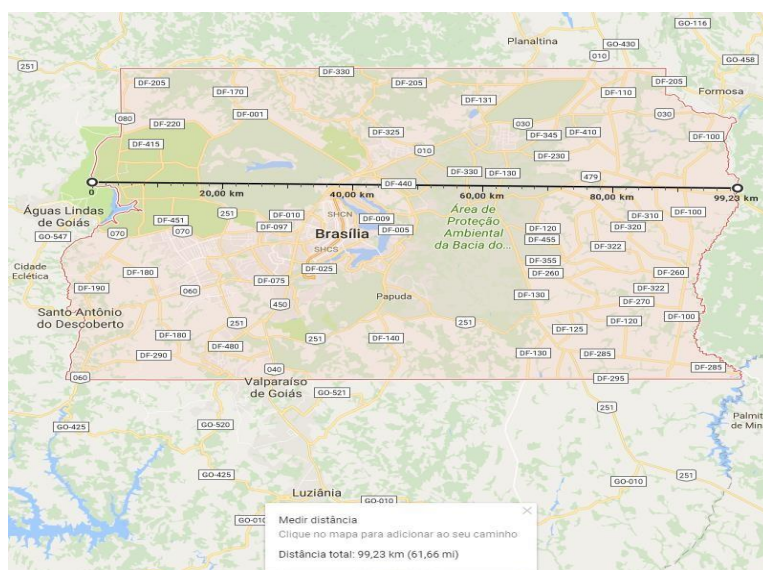 GO-116
Planaltina
GO-430
010
251
GO-458
DF-330
DF-205
DF-205
DF-205
DF-170
DF-110
Formosa
DF-131
DF-001
080
030
DF-220
030
DF-325
DF-345
DF-410
DF-100
DF-415
010
DF-230
DF-330
DF-130
479
DF-440
0
20,00 km
40,00 km
60,00 km
80,00 km
99,23 km
Águas Lindas
de Goiás
251
DF-010
SHCN
Área de
Proteção
Ambiental
da Bacia do...
DF-310
DF-100
DF-451
DF-009
DF-320
DF-097
070
070
Brasília
DF-005
DF-120
GO-547
DF-455
DF-322
SHCS
Cidade
Eclética
DF-180
DF-025
DF-355
DF-260
DF-260
DF-075
DF-190
060
DF-322
Papuda
DF-130
DF-270
450
Santo Antônio
do Descoberto
251
251
DF-120
DF-100
DF-125
DF-180
251
DF-140
DF-480
DF-290
DF-130
DF-285
040
DF-285
060
DF-295
Valparaíso
de Goiás
GO-521
251
Palmit
de Min
GO-425
GO-520
GO-425
251
GO-010
Luziânia
GO-010
GO-010
Medir distância
Clique no mapa para adicionar ao seu caminho
Distância total: 99,23 km (61,66 mi)